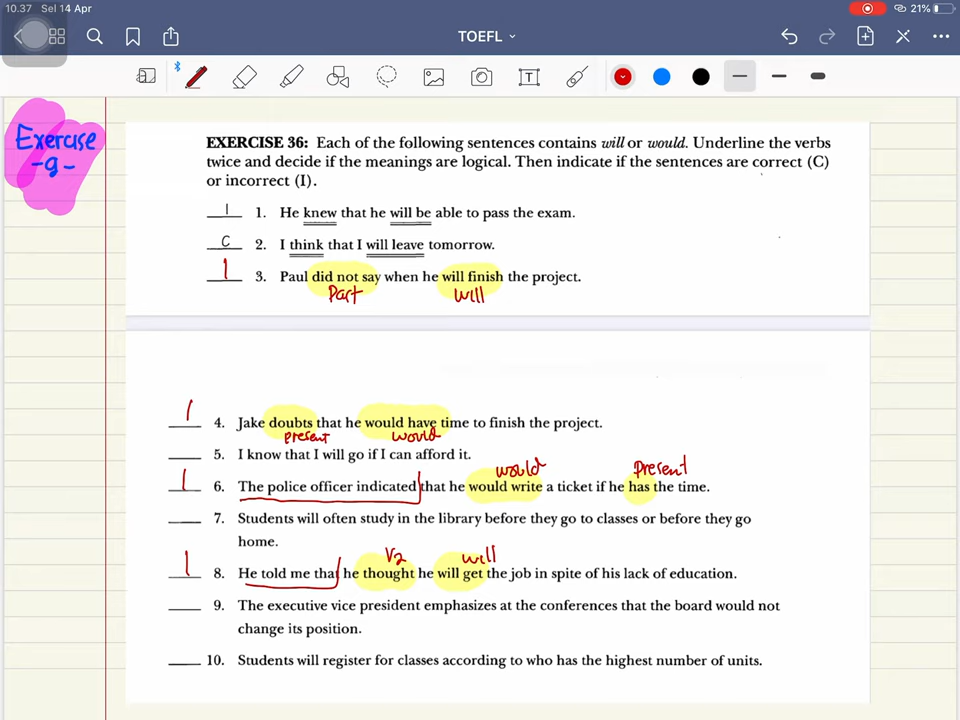 10.37 Sel 14 Apr
21%
TOEFL
T
Exercise
-9-
EXERCISE 36: Each of the following sentences contains will or would. Underline the verbs
twice and decide if the meanings are logical. Then indicate if the sentences are correct (C)
or incorrect (I).
I 1. He knew that he will be able to pass the exam.
C 2. I think that I will leave tomorrow.
I 3. Paul did not say when he will finish the project.
Part will
I 4. Jake doubts that he would have time to finish the project.
present would
5. I know that I will go if I can afford it.
would Present
I 6. The police officer indicated that he would write a ticket if he has the time.
7. Students will often study in the library before they go to classes or before they go
home.
V2 will
I 8. He told me that he thought he will get the job in spite of his lack of education.
9. The executive vice president emphasizes at the conferences that the board would not
change its position.
10. Students will register for classes according to who has the highest number of units.